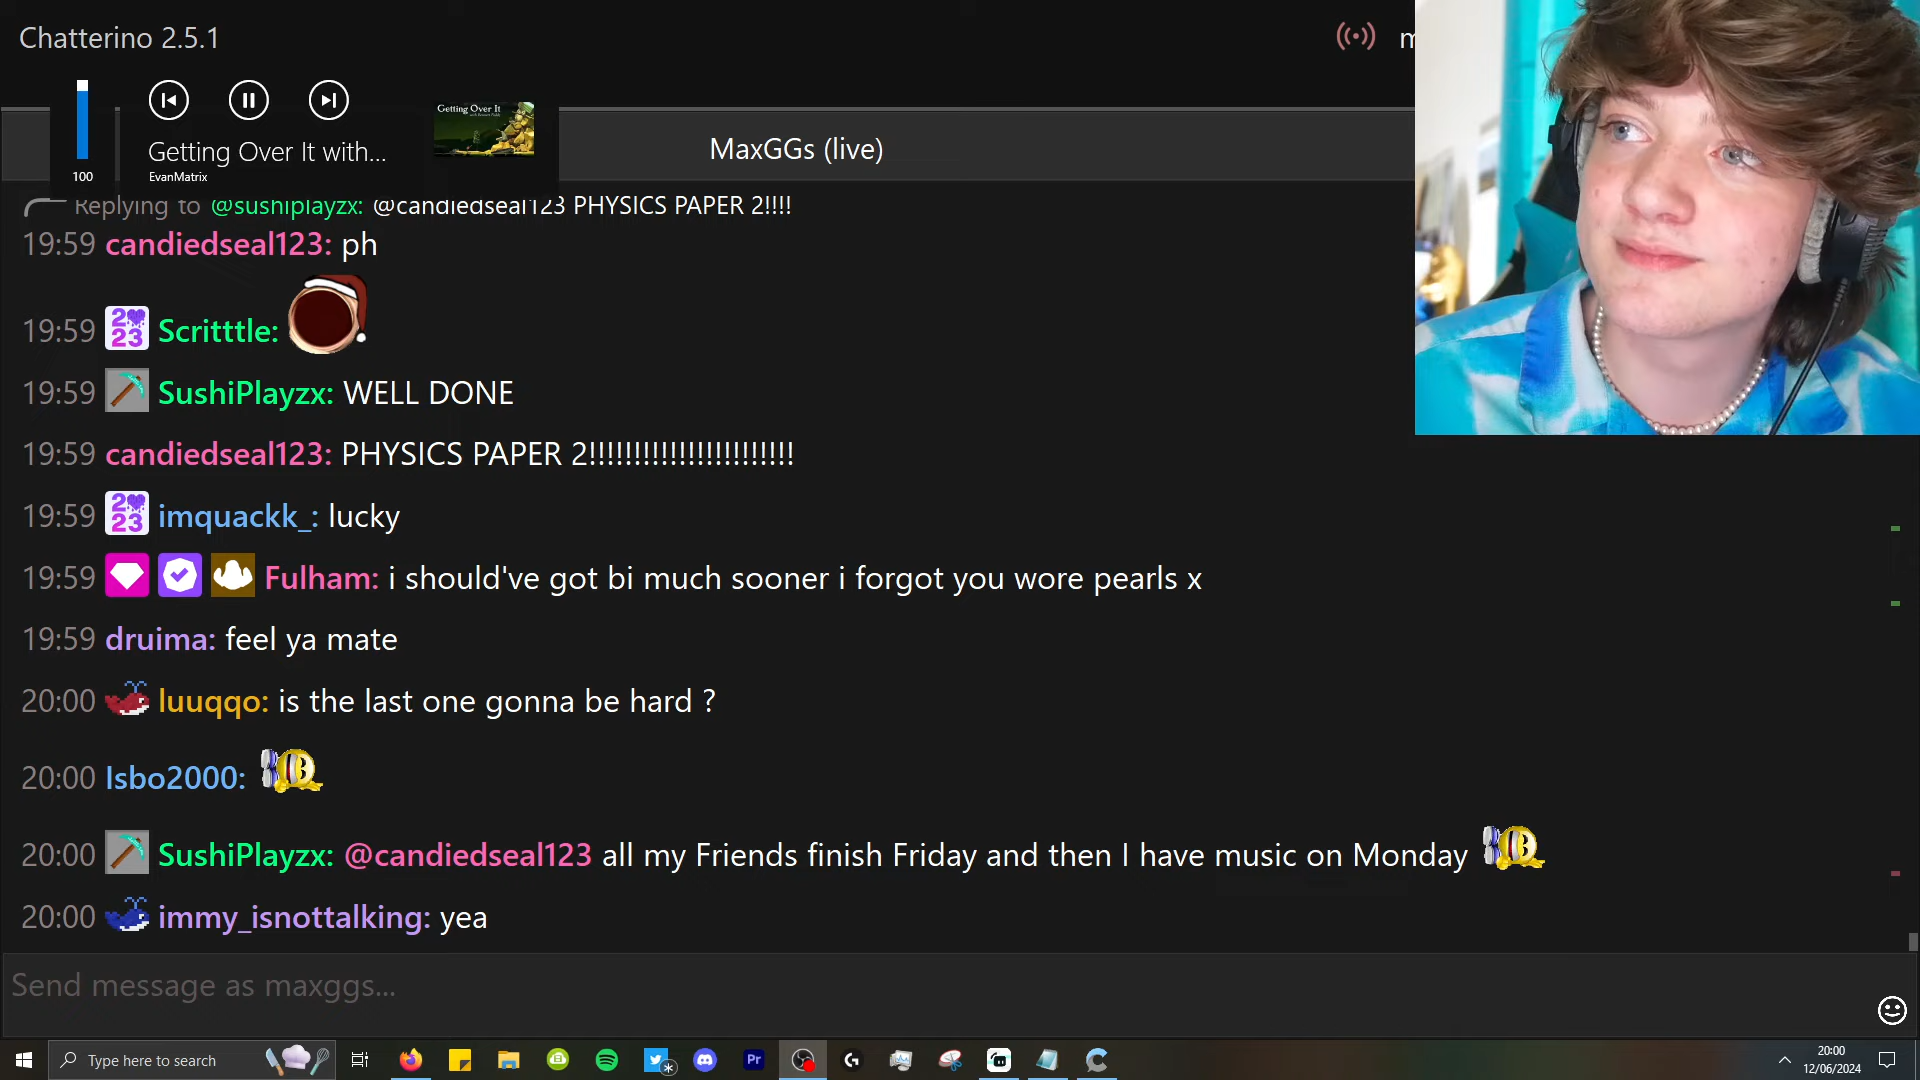 Chatterino 2.5.1
m
100
Getting Over It with...
EvanMatrix
Getting Over It
MaxGGs (live)
Replying to @sushiplayzx: @candiedseal123 PHYSICS PAPER 2!!!!
19:59 candiedseal123: ph
19:59 2023 Scritttle:
19:59 SushiPlayzx: WELL DONE
19:59 candiedseal123: PHYSICS PAPER 2!!!!!!!!!!!!!!!!!!!!!!!
19:59 2023 imquackk_: lucky
19:59 Fulham: i should've got bi much sooner i forgot you wore pearls x
19:59 druima: feel ya mate
20:00 luuqqo: is the last one gonna be hard ?
20:00 Isbo2000:
20:00 SushiPlayzx: @candiedseal123 all my Friends finish Friday and then I have music on Monday
20:00 immy_isnottalking: yea
Send message as maxggs...
Type here to search
Pr
20:00
12/06/2024